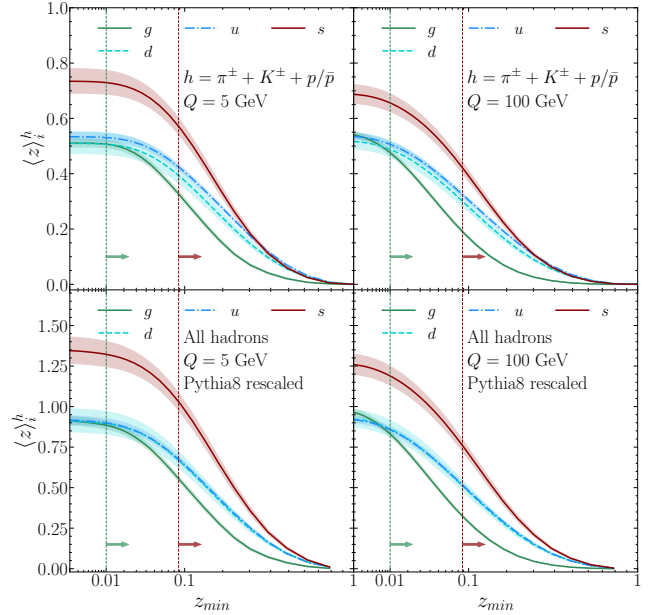 g u s
d
h = π± + K± + p/p̄
Q = 5 GeV
g u s
d
h = π± + K± + p/p̄
Q = 100 GeV
1.0
0.8
0.6
0.4
0.2
0.0
⟨z⟩ᵢʰ
g u s
d
All hadrons
Q = 5 GeV
Pythia8 rescaled
g u s
d
All hadrons
Q = 100 GeV
Pythia8 rescaled
1.50
1.25
1.00
0.75
0.50
0.25
0.00
⟨z⟩ᵢʰ
0.01 0.1 1 0.01 0.1 1
z_min z_min